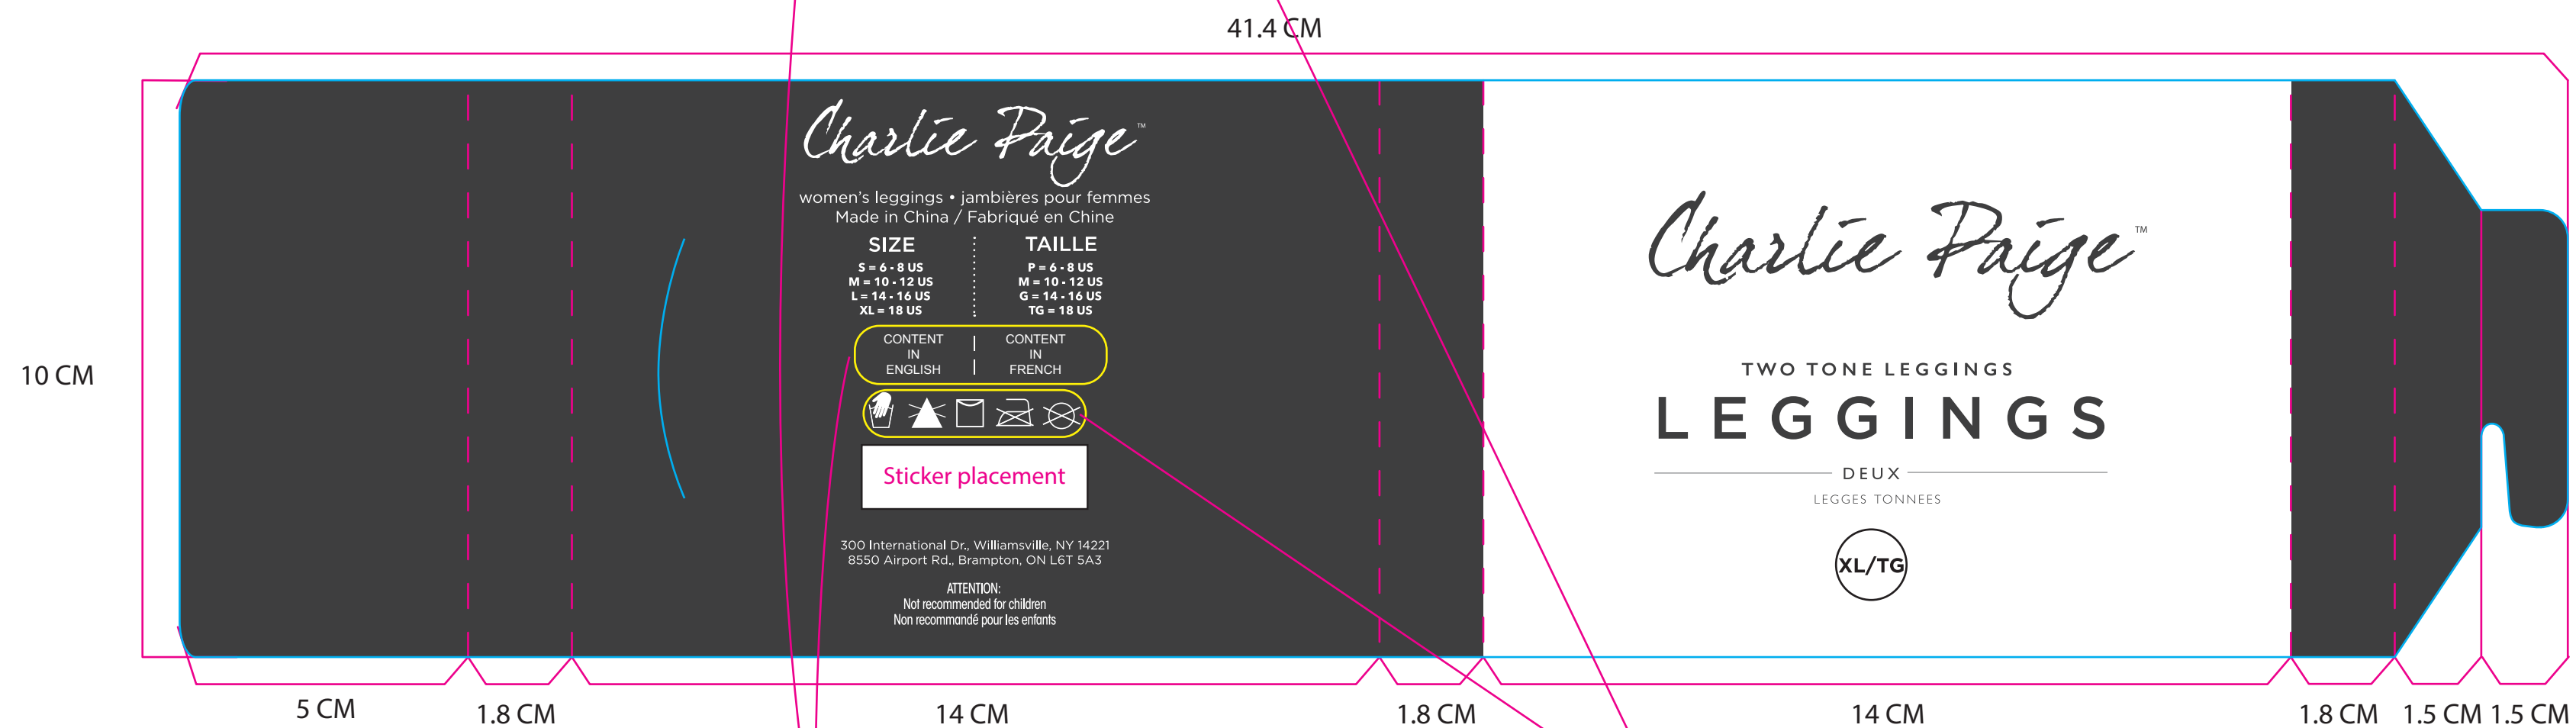 41.4 CM
10 CM
Charlie Paige™
women's leggings • jambières pour femmes
Made in China / Fabriqué en Chine
SIZE
S = 6 - 8 US
M = 10 - 12 US
L = 14 - 16 US
XL = 18 US
TAILLE
P = 6 - 8 US
M = 10 - 12 US
G = 14 - 16 US
TG = 18 US
CONTENT
IN
ENGLISH
CONTENT
IN
FRENCH
Sticker placement
300 International Dr., Williamsville, NY 14221
8550 Airport Rd., Brampton, ON L6T 5A3
ATTENTION:
Not recommended for children
Non recommandé pour les enfants
Charlie Paige™
TWO TONE LEGGINGS
LEGGINGS
DEUX
LEGGES TONNEES
XL/TG
5 CM
1.8 CM
14 CM
1.8 CM
14 CM
1.8 CM
1.5 CM
1.5 CM